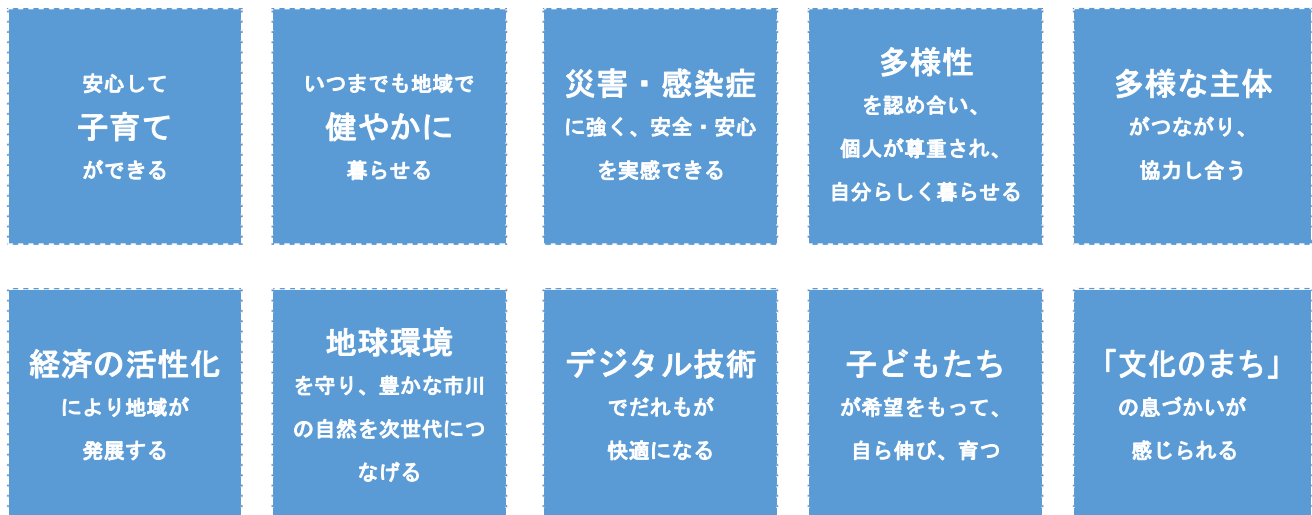 安心して
子育て
ができる
いつまでも地域で
健やかに
暮らせる
災害・感染症
に強く、安全・安心
を実感できる
多様性
を認め合い、
個人が尊重され、
自分らしく暮らせる
多様な主体
がつながり、
協力し合う
経済の活性化
により地域が
発展する
地球環境
を守り、豊かな市川
の自然を次世代につ
なげる
デジタル技術
でだれもが
快適になる
子どもたち
が希望をもって、
自ら伸び、育つ
「文化のまち」
の息づかいが
感じられる